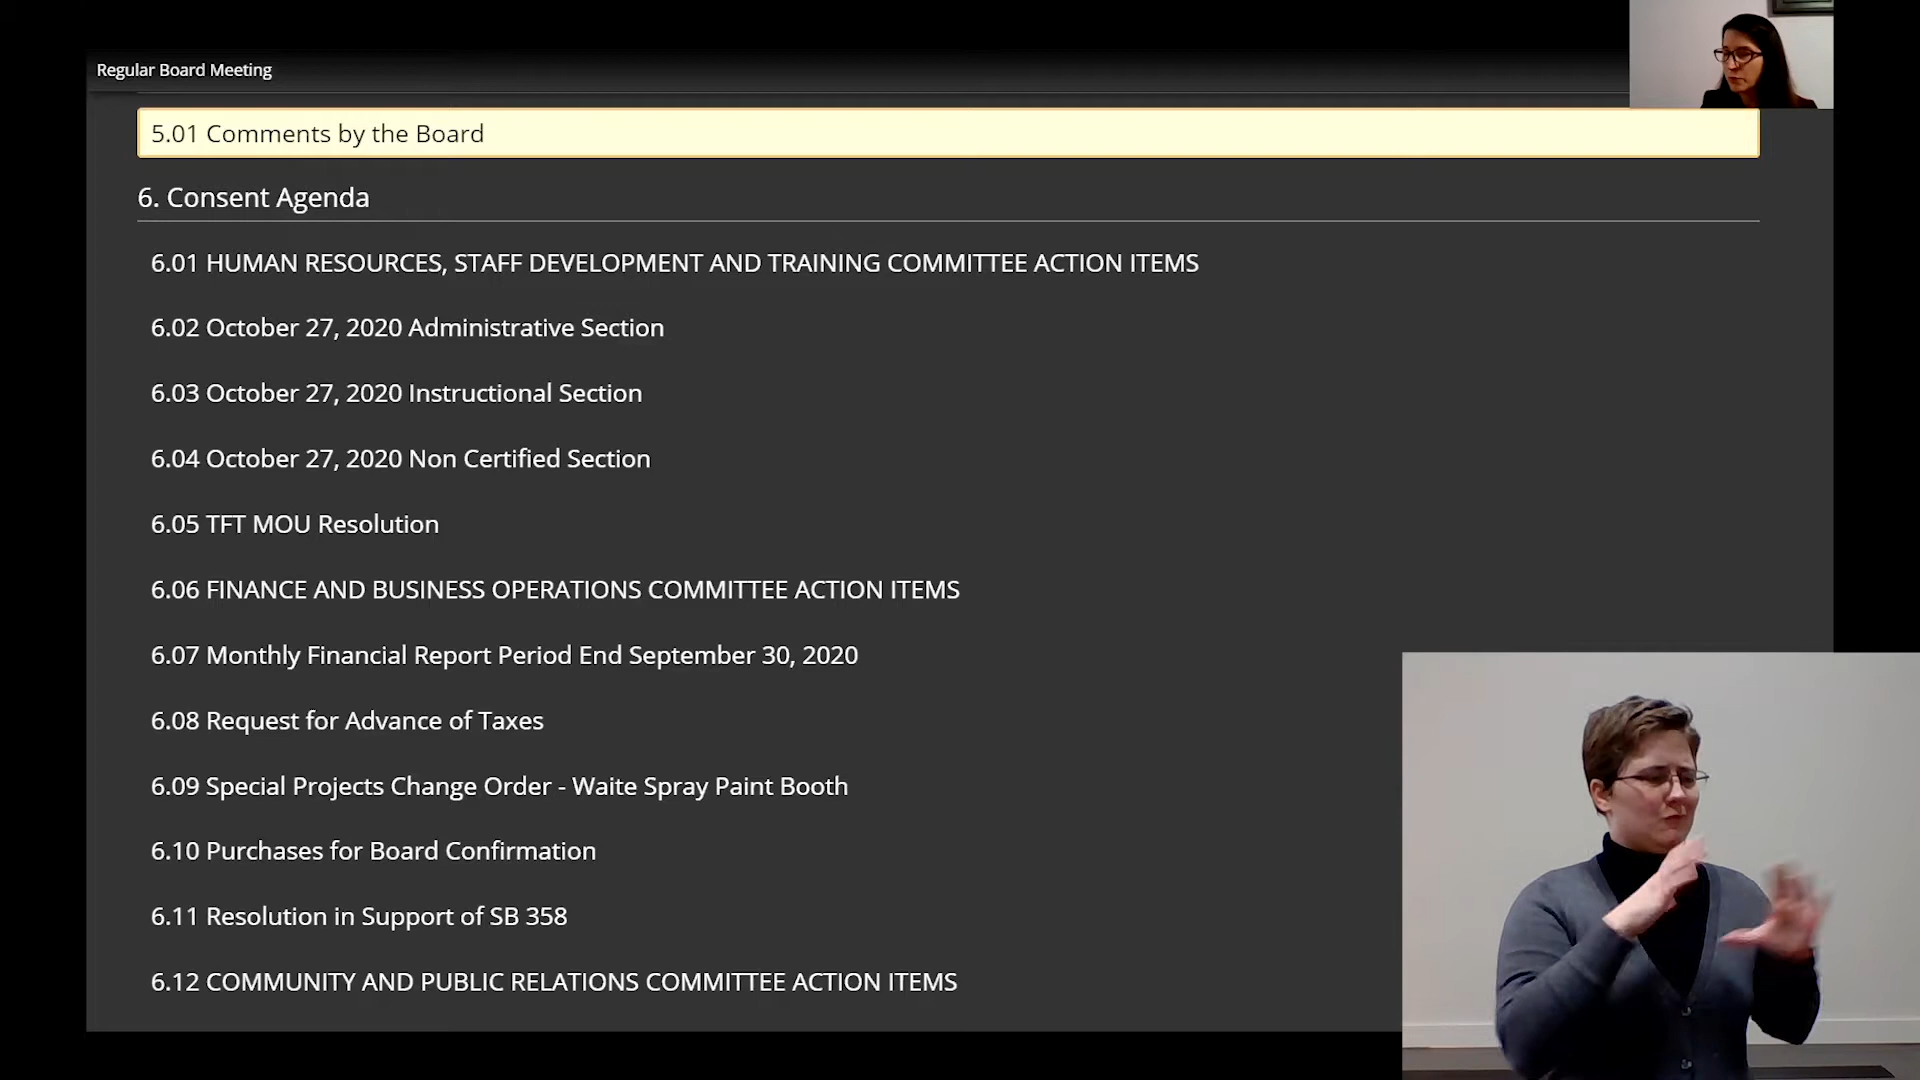 Regular Board Meeting
5.01 Comments by the Board
6. Consent Agenda
6.01 HUMAN RESOURCES, STAFF DEVELOPMENT AND TRAINING COMMITTEE ACTION ITEMS
6.02 October 27, 2020 Administrative Section
6.03 October 27, 2020 Instructional Section
6.04 October 27, 2020 Non Certified Section
6.05 TFT MOU Resolution
6.06 FINANCE AND BUSINESS OPERATIONS COMMITTEE ACTION ITEMS
6.07 Monthly Financial Report Period End September 30, 2020
6.08 Request for Advance of Taxes
6.09 Special Projects Change Order - Waite Spray Paint Booth
6.10 Purchases for Board Confirmation
6.11 Resolution in Support of SB 358
6.12 COMMUNITY AND PUBLIC RELATIONS COMMITTEE ACTION ITEMS